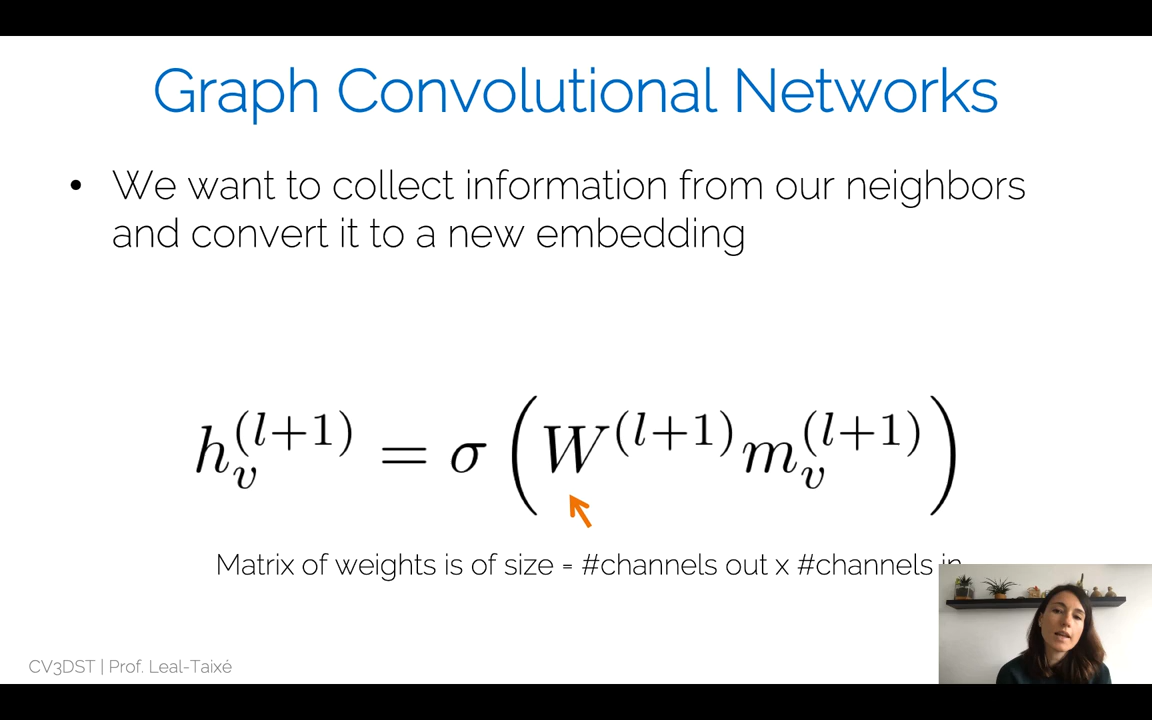 Graph Convolutional Networks
• We want to collect information from our neighbors
and convert it to a new embedding
h_v^{(l+1)} = σ ( W^{(l+1)} m_v^{(l+1)} )
Matrix of weights is of size = #channels out x #channels in
CV3DST | Prof. Leal-Taixé